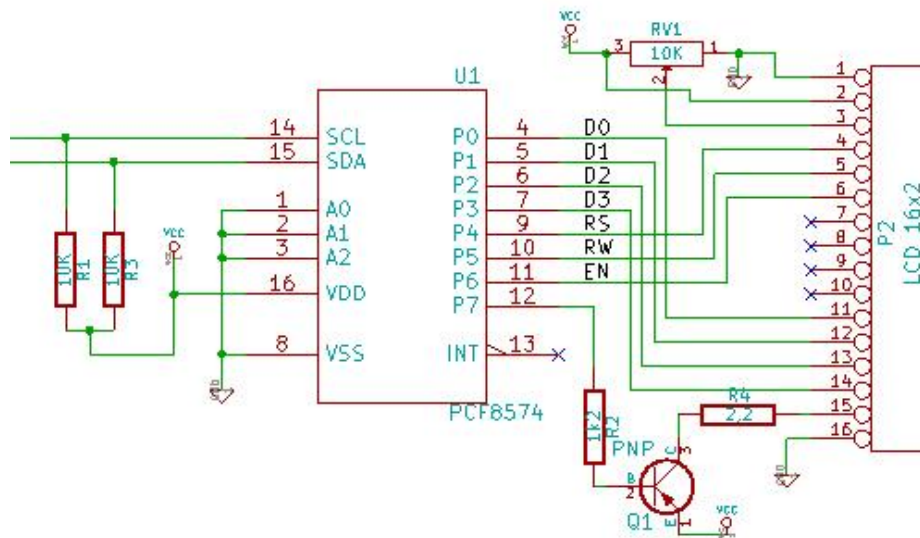 VCC
RV1
3 10K 1
2
U1
14 SCL
15 SDA
1 A0
2 A1
3 A2
16 VDD
8 VSS
P0 4 D0
P1 5 D1
P2 6 D2
P3 7 D3
P4 9 RS
P5 10 RW
P6 11 EN
P7 12
INT 13
PCF8574
10K R1
10K R3
VCC
1k2 R2
PNP
B 2
C 3
E 1
Q1
VCC
R4
2,2
1
2
3
4
5
6
7
8
9
10
11
12
13
14
15
16
P2
LCD 16x2